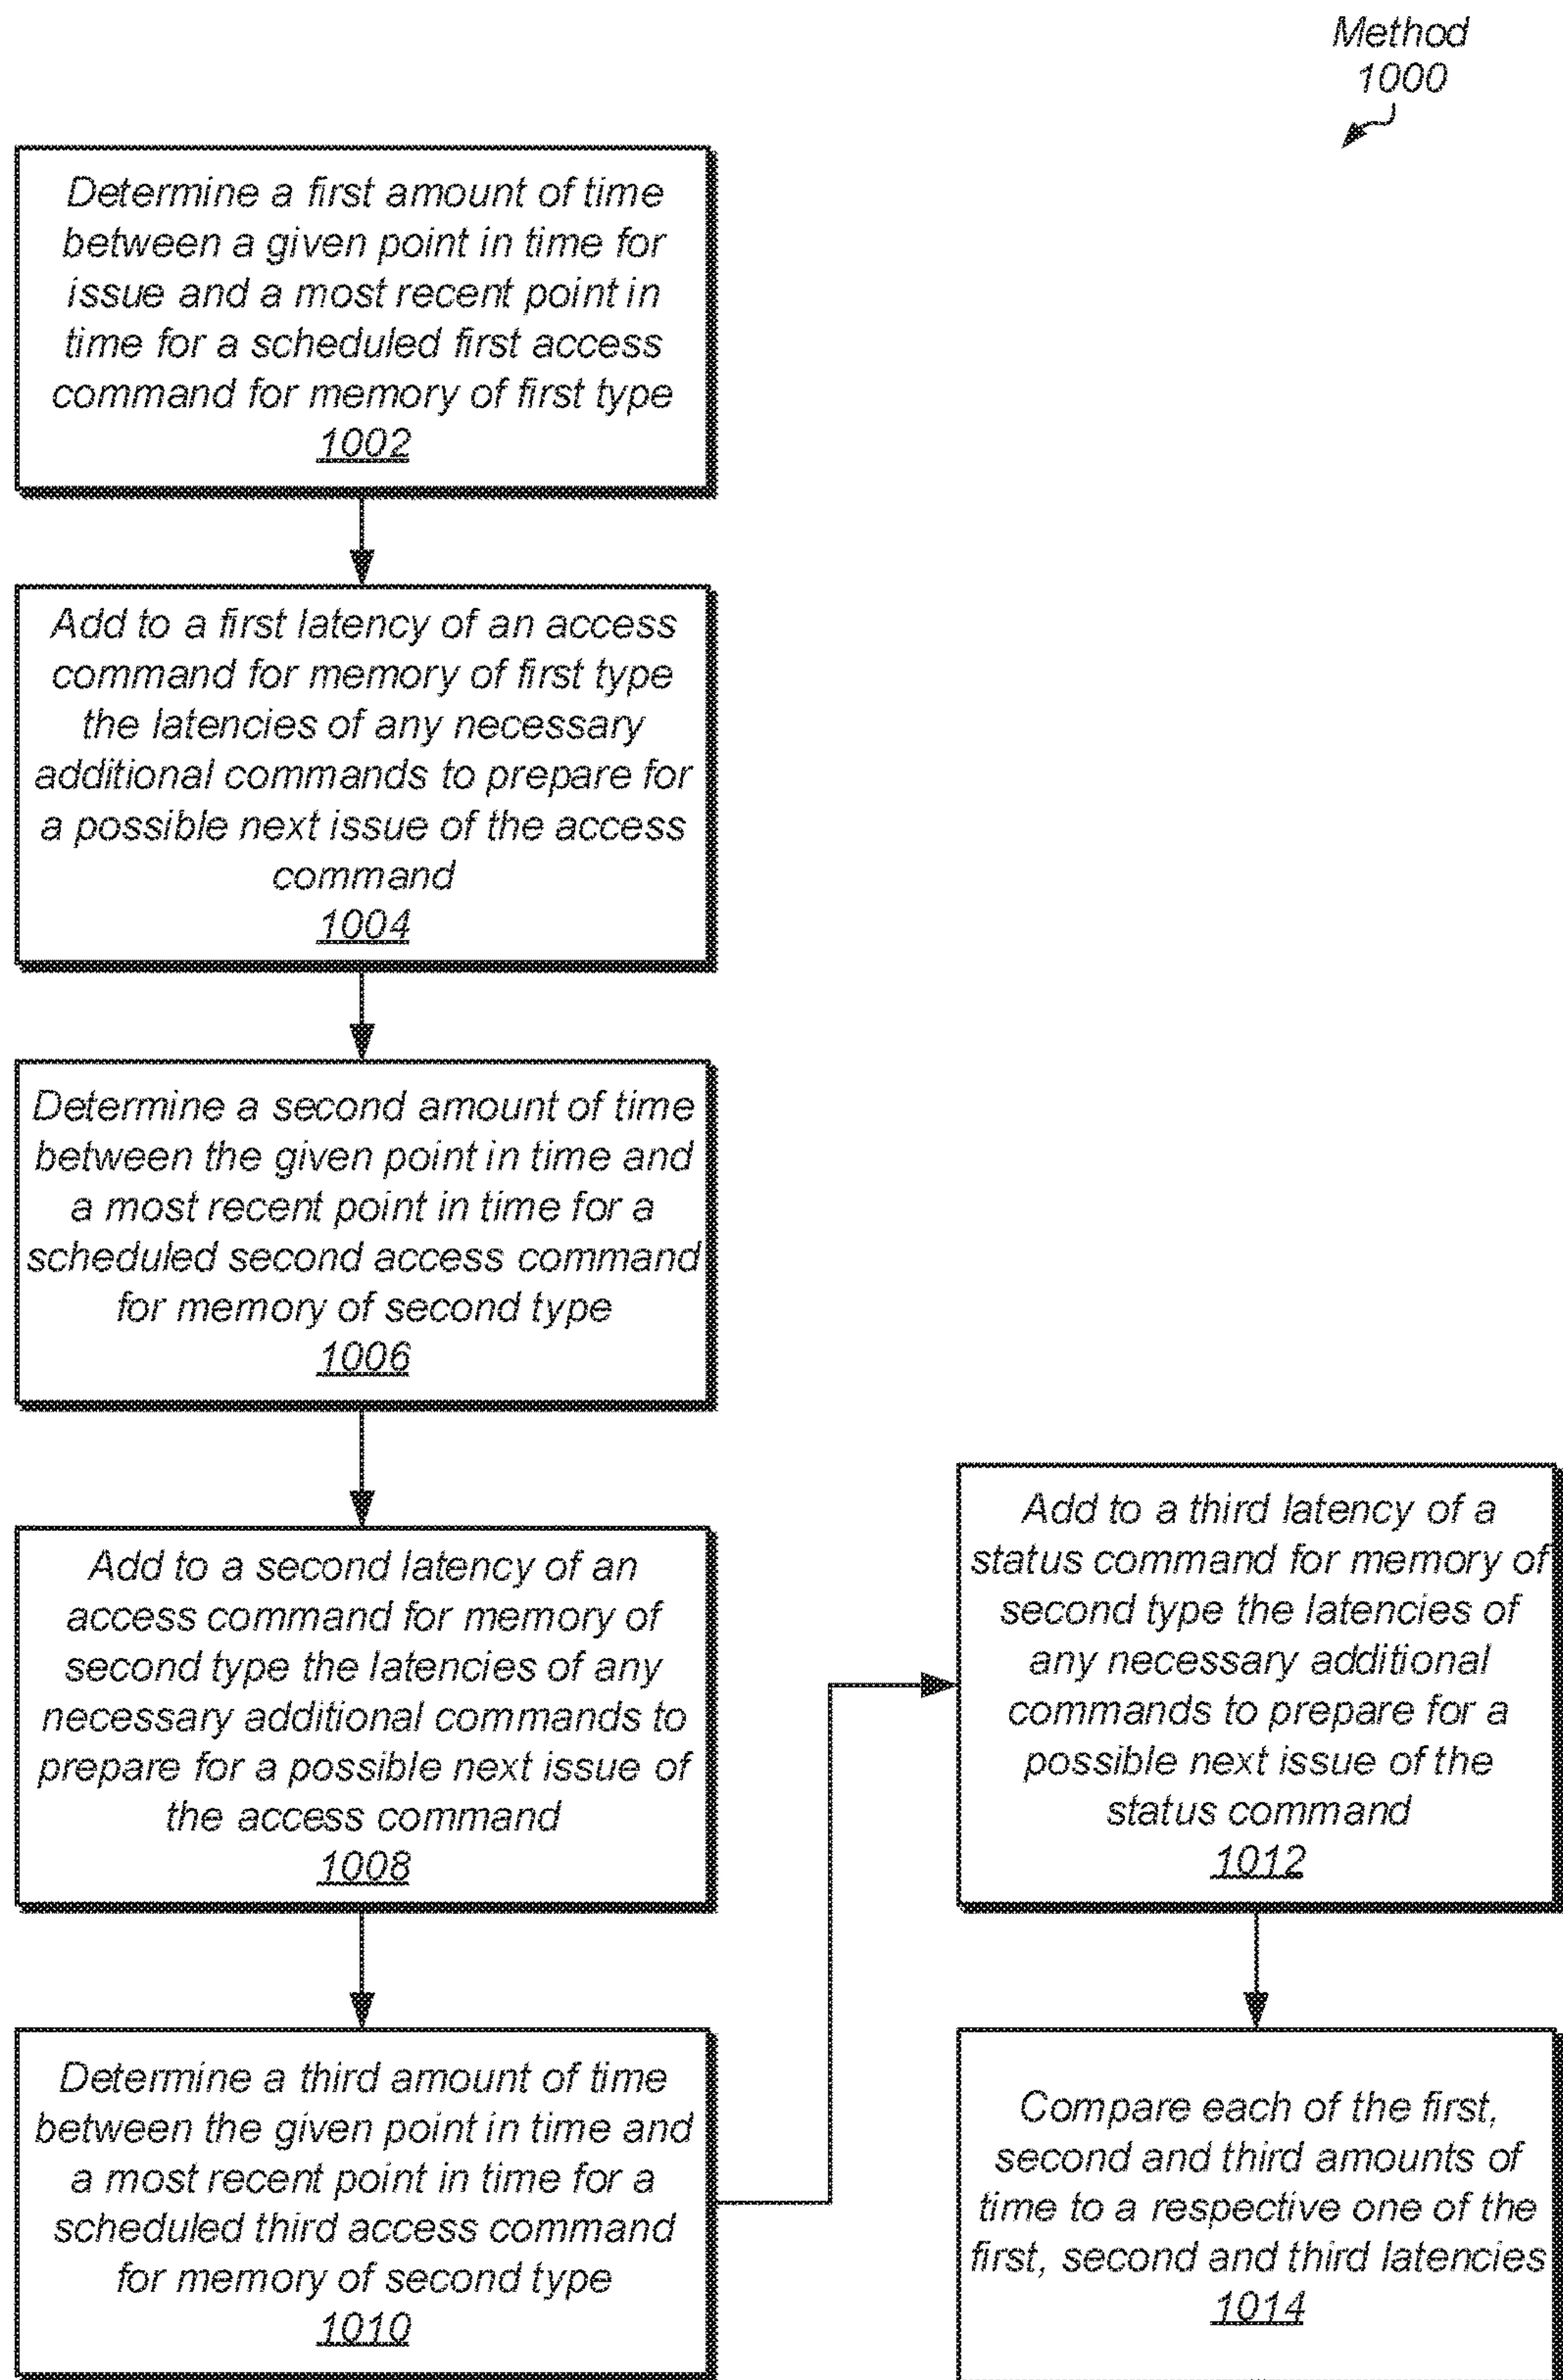 Method
1000
Determine a first amount of time
between a given point in time for
issue and a most recent point in
time for a scheduled first access
command for memory of first type
1002
Add to a first latency of an access
command for memory of first type
the latencies of any necessary
additional commands to prepare for
a possible next issue of the access
command
1004
Determine a second amount of time
between the given point in time and
a most recent point in time for a
scheduled second access command
for memory of second type
1006
Add to a second latency of an
access command for memory of
second type the latencies of any
necessary additional commands to
prepare for a possible next issue of
the access command
1008
Determine a third amount of time
between the given point in time and
a most recent point in time for a
scheduled third access command
for memory of second type
1010
Add to a third latency of a
status command for memory of
second type the latencies of
any necessary additional
commands to prepare for a
possible next issue of the
status command
1012
Compare each of the first,
second and third amounts of
time to a respective one of the
first, second and third latencies
1014